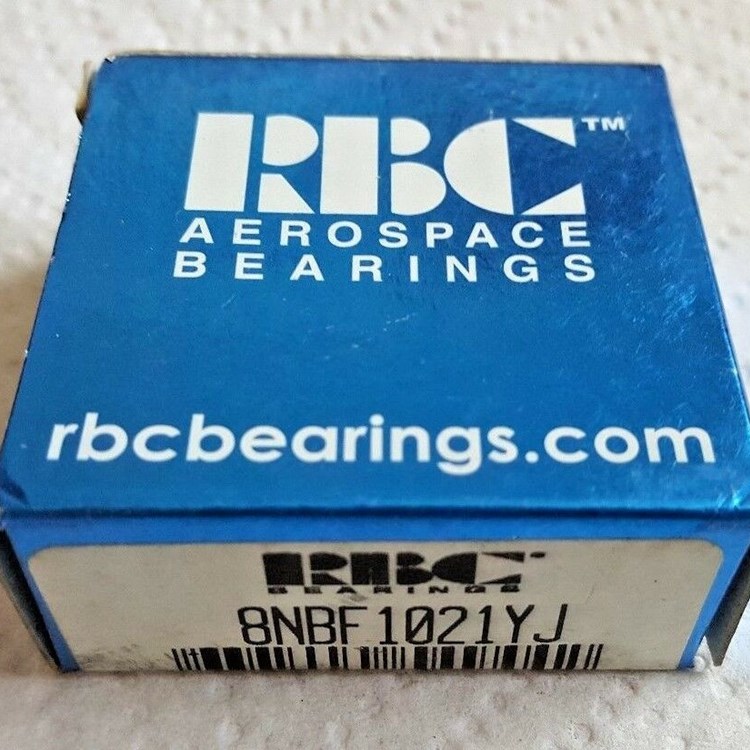 RBC™
AEROSPACE
BEARINGS
rbcbearings.com
RBC
BEARINGS
8NBF1021YJ